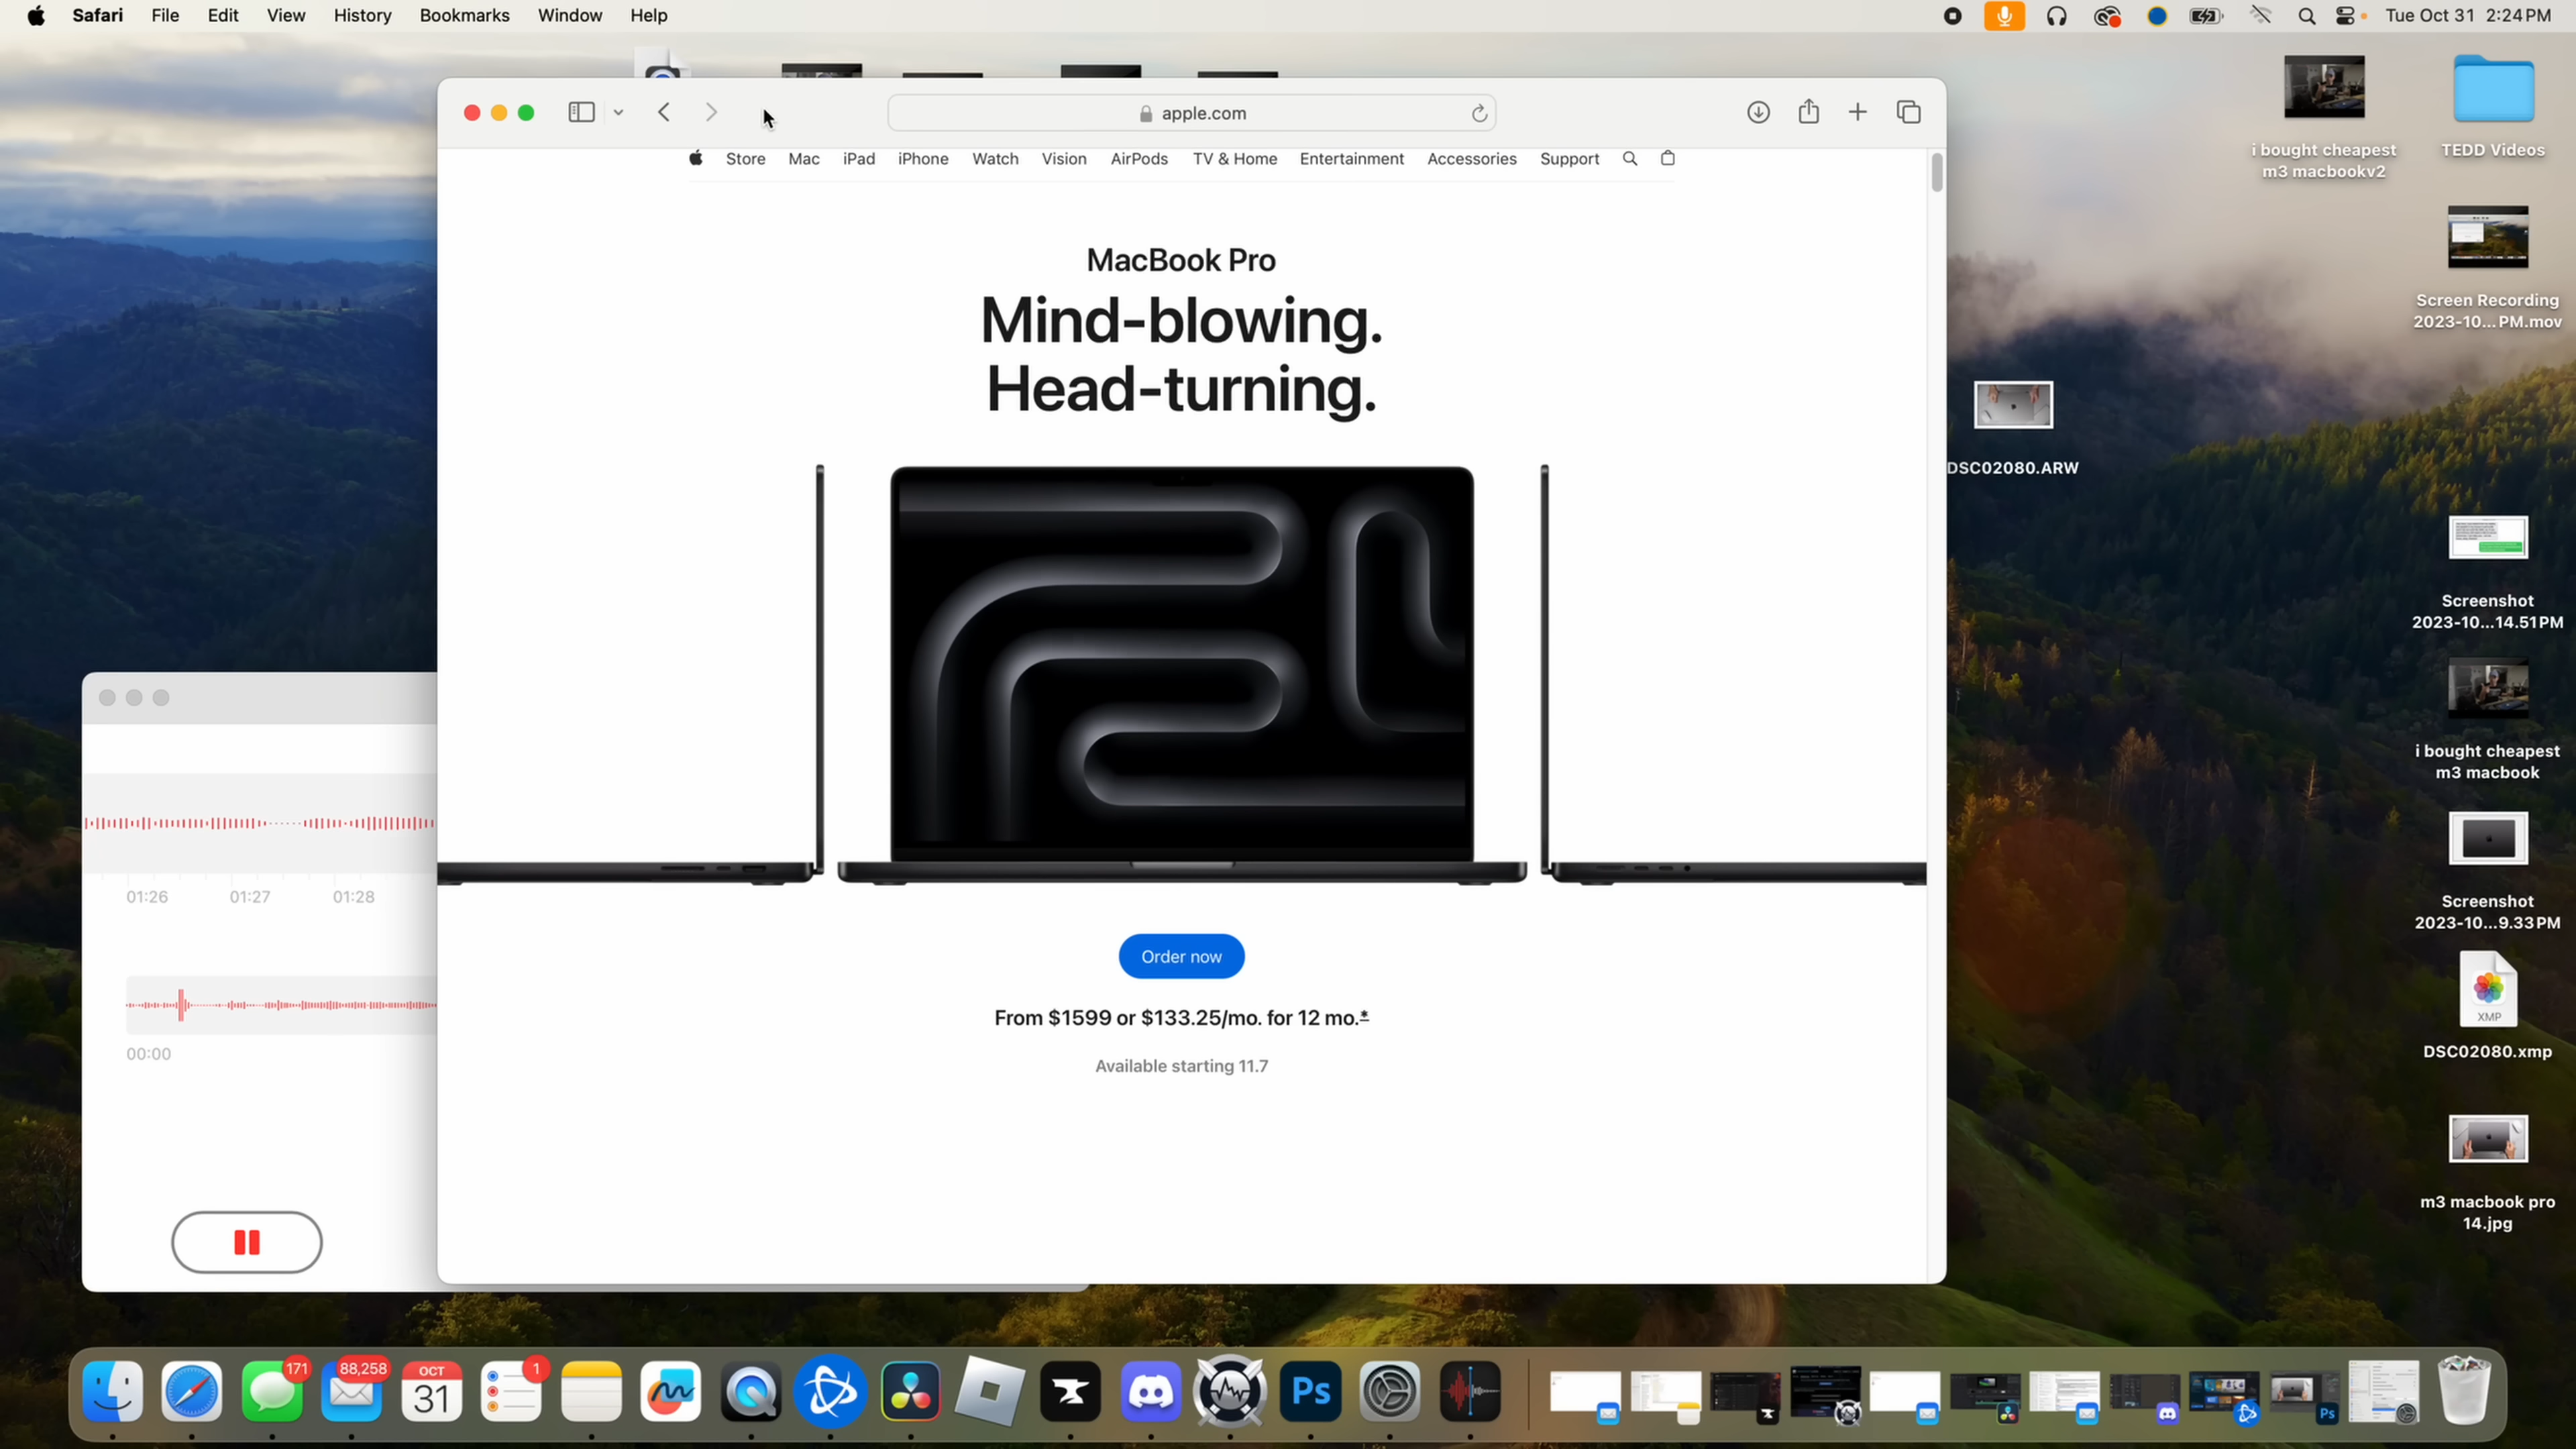 Safari File Edit View History Bookmarks Window Help
Tue Oct 31 2:24 PM
apple.com
Store Mac iPad iPhone Watch Vision AirPods TV & Home Entertainment Accessories Support
MacBook Pro
Mind-blowing.
Head-turning.
Order now
From $1599 or $133.25/mo. for 12 mo.*
Available starting 11.7
01:26 01:27 01:28
00:00
i bought cheapest
m3 macbookv2
TEDD Videos
Screen Recording
2023-10...PM.mov
DSC02080.ARW
Screenshot
2023-10...14.51 PM
i bought cheapest
m3 macbook
Screenshot
2023-10...9.33 PM
XMP
DSC02080.xmp
m3 macbook pro
14.jpg
171
88,258
OCT
31
1
Ps
Ps